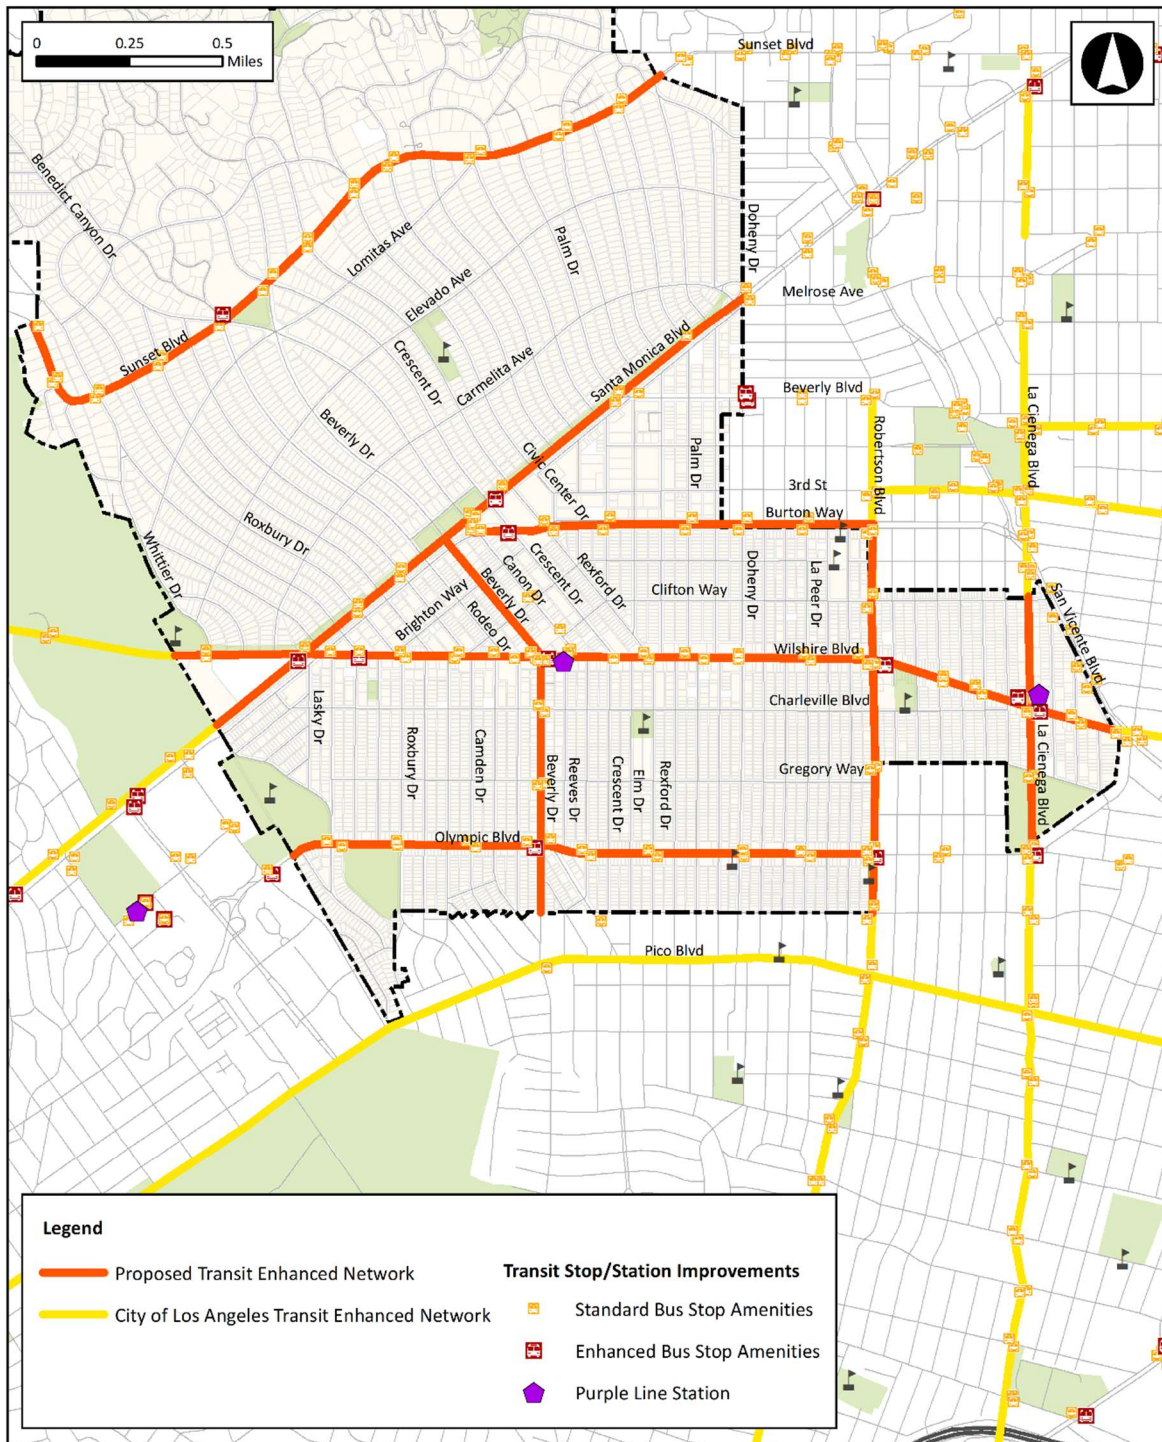 0 0.25 0.5
Miles
Sunset Blvd
Benedict Canyon Dr
Lomitas Ave
Palm Dr
Doheny Dr
Elevado Ave
Melrose Ave
Sunset Blvd
Crescent Dr
Carmelita Ave
Santa Monica Blvd
Beverly Blvd
La Cienega Blvd
Beverly Dr
Robertson Blvd
Civic Center Dr
Palm Dr
3rd St
Burton Way
Roxbury Dr
Whittier Dr
Crescent Dr
Canon Dr
Rexford Dr
Beverly Dr
Brighton Way
Rodeo Dr
Clifton Way
Doheny Dr
La Peer Dr
San Vicente Blvd
Wilshire Blvd
Charleville Blvd
Lasky Dr
Roxbury Dr
Camden Dr
Beverly Dr
Reeves Dr
Crescent Dr
Elm Dr
Rexford Dr
Gregory Way
La Cienega Blvd
Olympic Blvd
Pico Blvd
Legend
Proposed Transit Enhanced Network
City of Los Angeles Transit Enhanced Network
Transit Stop/Station Improvements
Standard Bus Stop Amenities
Enhanced Bus Stop Amenities
Purple Line Station